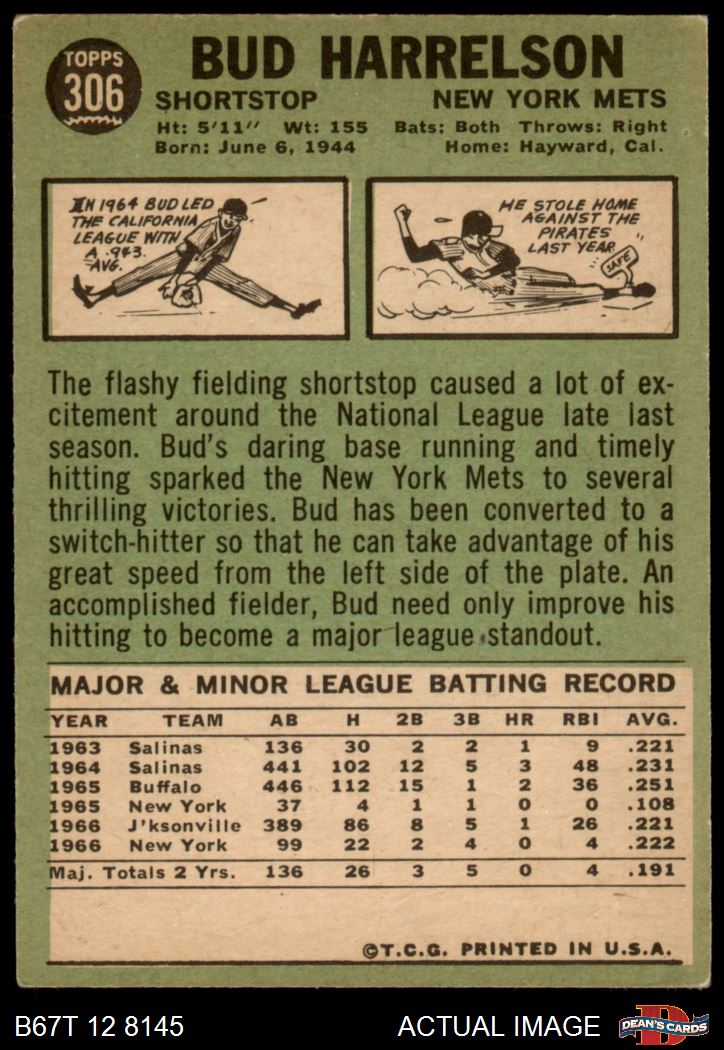 TOPPS
306
BUD HARRELSON
SHORTSTOP NEW YORK METS
Ht: 5'11" Wt: 155 Bats: Both Throws: Right
Born: June 6, 1944 Home: Hayward, Cal.
IN 1964 BUD LED
THE CALIFORNIA
LEAGUE WITH
A .943
AVG.
HE STOLE HOME
AGAINST THE
PIRATES
LAST YEAR
SAFE
The flashy fielding shortstop caused a lot of ex-
citement around the National League late last
season. Bud's daring base running and timely
hitting sparked the New York Mets to several
thrilling victories. Bud has been converted to a
switch-hitter so that he can take advantage of his
great speed from the left side of the plate. An
accomplished fielder, Bud need only improve his
hitting to become a major league standout.
MAJOR & MINOR LEAGUE BATTING RECORD
YEAR TEAM AB H 2B 3B HR RBI AVG.
1963 Salinas 136 30 2 2 1 9 .221
1964 Salinas 441 102 12 5 3 48 .231
1965 Buffalo 446 112 15 1 2 36 .251
1965 New York 37 4 1 1 0 0 .108
1966 J'ksonville 389 86 8 5 1 26 .221
1966 New York 99 22 2 4 0 4 .222
Maj. Totals 2 Yrs. 136 26 3 5 0 4 .191
©T.C.G. PRINTED IN U.S.A.
B67T 12 8145 ACTUAL IMAGE
D
DEAN'S CARDS